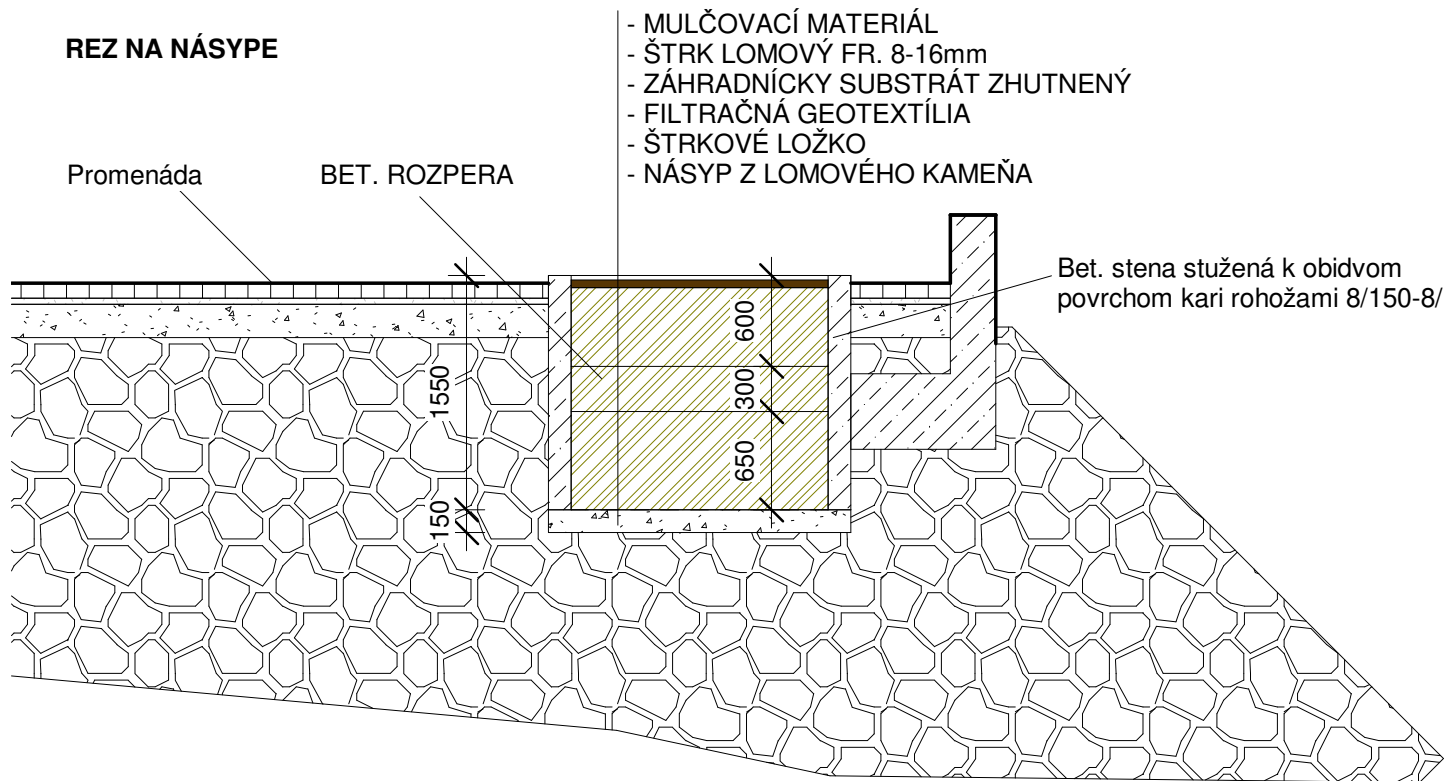 REZ NA NÁSYPE
- MULČOVACÍ MATERIÁL
- ŠTRK LOMOVÝ FR. 8-16mm
- ZÁHRADNÍCKY SUBSTRÁT ZHUTNENÝ
- FILTRAČNÁ GEOTEXTÍLIA
- ŠTRKOVÉ LOŽKO
- NÁSYP Z LOMOVÉHO KAMEŇA
Promenáda
BET. ROZPERA
Bet. stena stužená k obidvom
povrchom kari rohožami 8/150-8/
1550
150
600
300
650